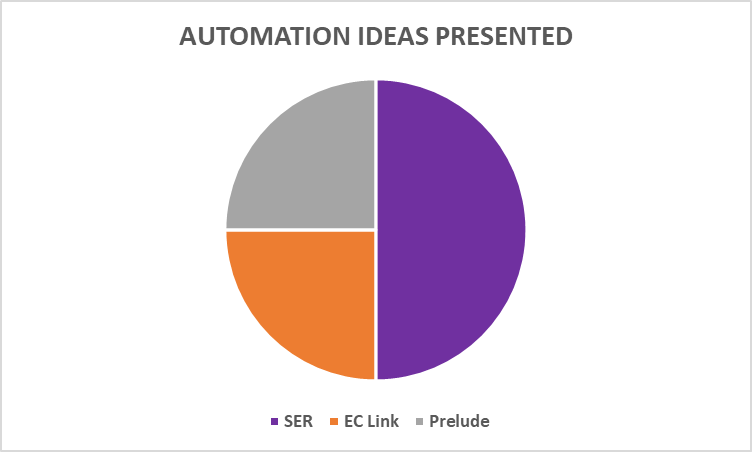 AUTOMATION IDEAS PRESENTED
SER EC Link Prelude